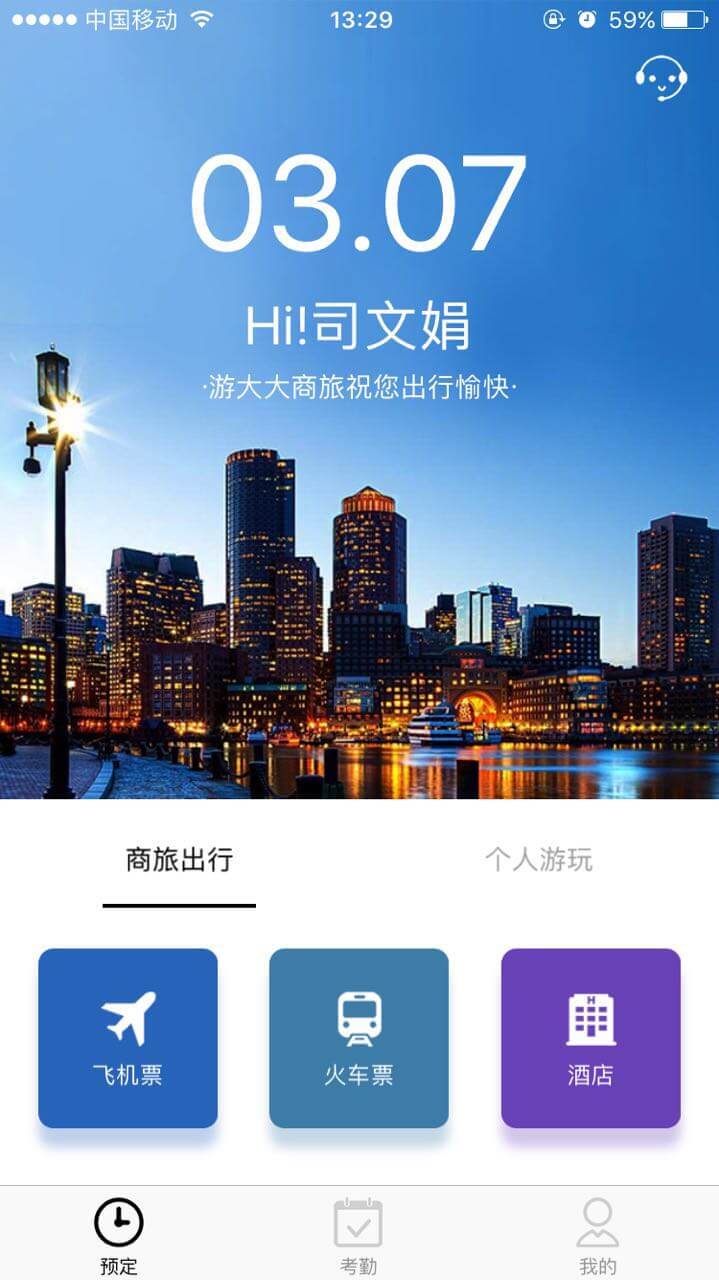 中国移动 13:29 59%
03.07
Hi!司文娟
·游大大商旅祝您出行愉快·
商旅出行 个人游玩
飞机票 火车票 酒店
预定 考勤 我的